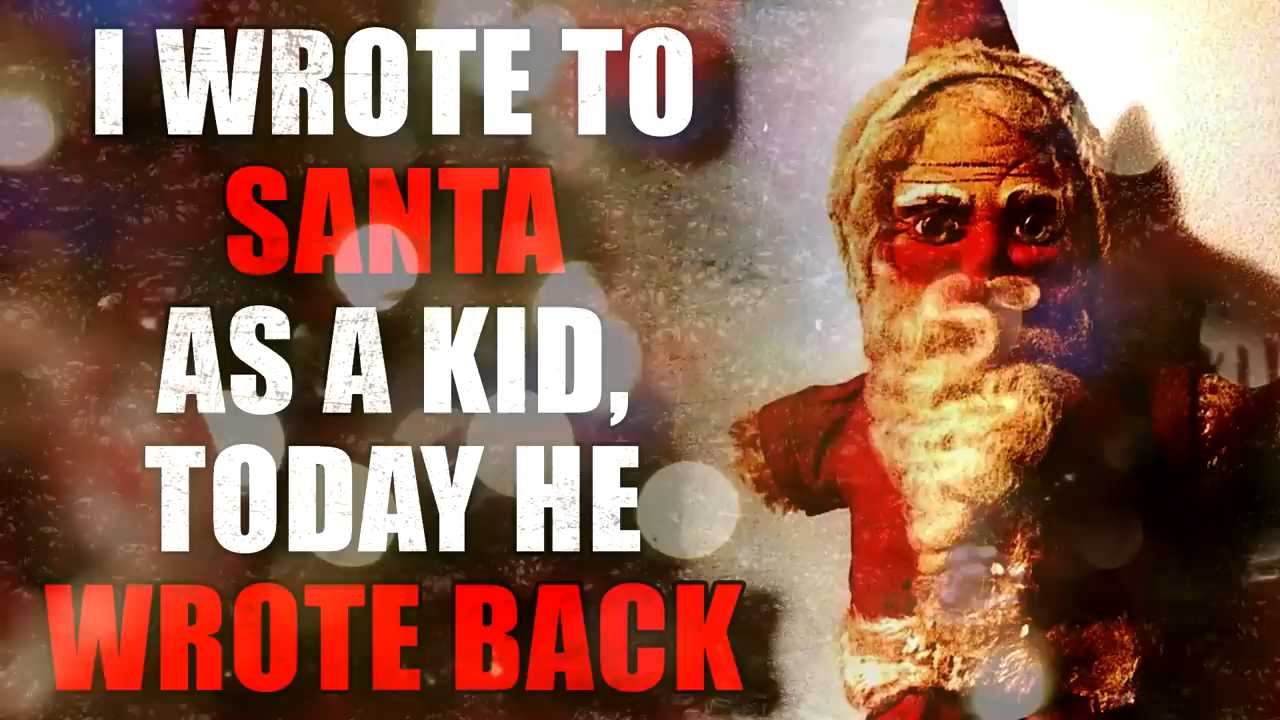 I WROTE TO
SANTA
AS A KID,
TODAY HE
WROTE BACK